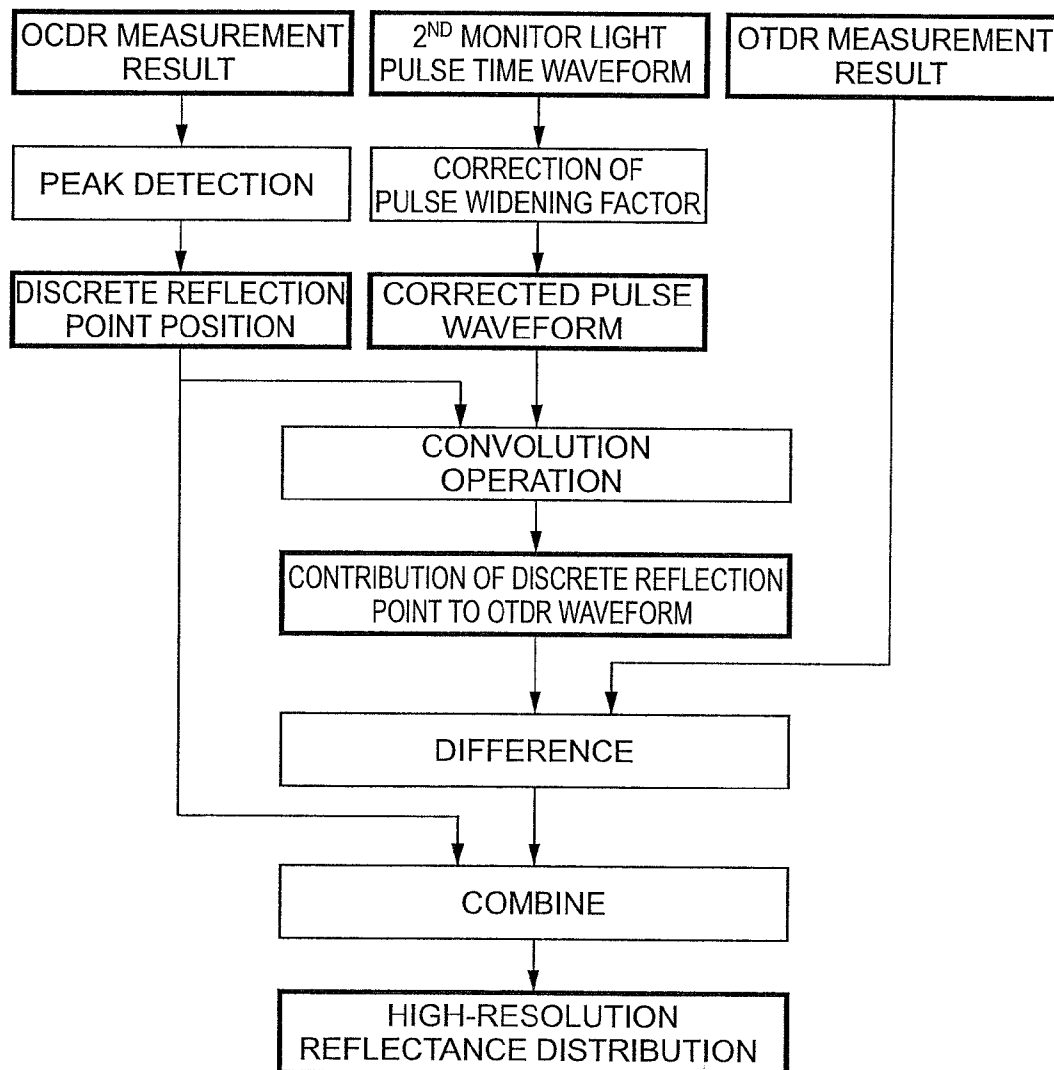 OCDR MEASUREMENT
RESULT
2ND MONITOR LIGHT
PULSE TIME WAVEFORM
OTDR MEASUREMENT
RESULT
PEAK DETECTION
CORRECTION OF
PULSE WIDENING FACTOR
DISCRETE REFLECTION
POINT POSITION
CORRECTED PULSE
WAVEFORM
CONVOLUTION
OPERATION
CONTRIBUTION OF DISCRETE REFLECTION
POINT TO OTDR WAVEFORM
DIFFERENCE
COMBINE
HIGH-RESOLUTION
REFLECTANCE DISTRIBUTION